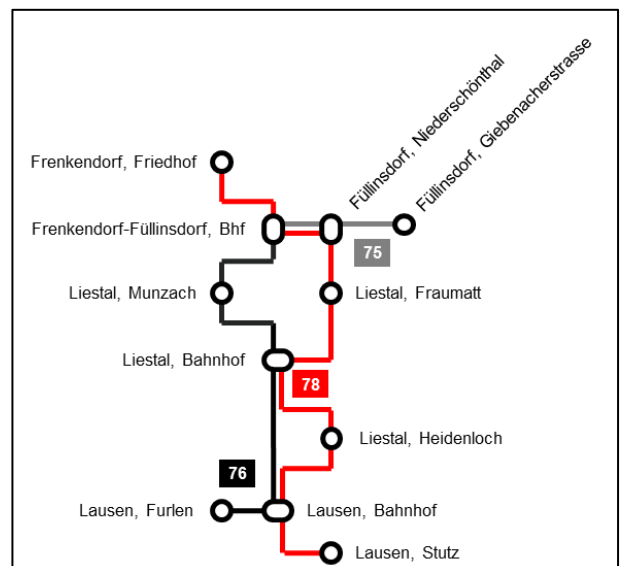 Füllinsdorf, Niederschönthal
Füllinsdorf, Giebenacherstrasse
Frenkendorf, Friedhof
Frenkendorf-Füllinsdorf, Bhf
75
Liestal, Munzach
Liestal, Fraumatt
Liestal, Bahnhof
78
Liestal, Heidenloch
76
Lausen, Furlen
Lausen, Bahnhof
Lausen, Stutz